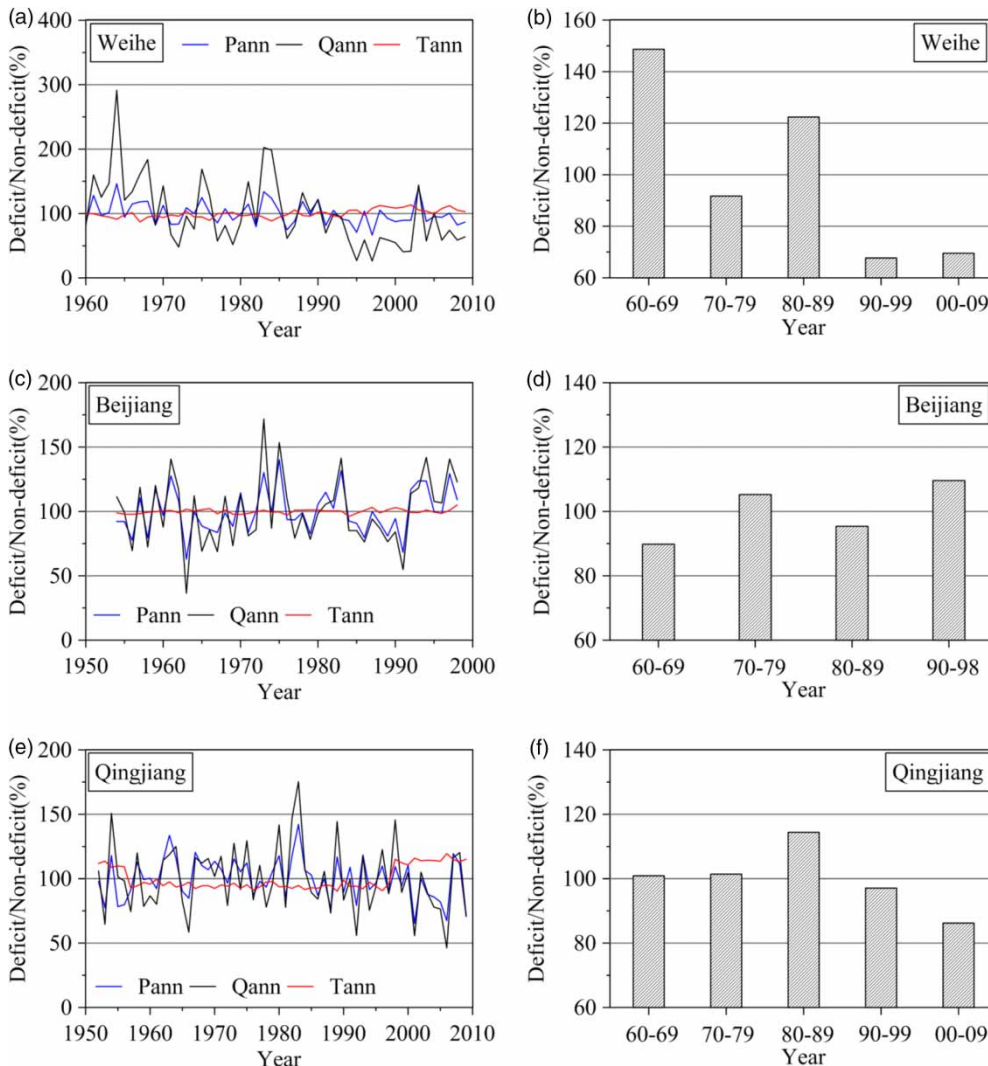 (a)
Deficit/Non-deficit(%)
400
300
200
100
0
Weihe
Pann Qann Tann
1960 1970 1980 1990 2000 2010
Year
(b)
Deficit/Non-deficit(%)
160
140
120
100
80
60
Weihe
60-69 70-79 80-89 90-99 00-09
Year
(c)
Deficit/Non-deficit(%)
200
150
100
50
0
Beijiang
Pann Qann Tann
1950 1960 1970 1980 1990 2000
Year
(d)
Deficit/Non-deficit(%)
140
120
100
80
60
Beijiang
60-69 70-79 80-89 90-98
Year
(e)
Deficit/Non-deficit(%)
200
150
100
50
0
Qingjiang
Pann Qann Tann
1950 1960 1970 1980 1990 2000 2010
Year
(f)
Deficit/Non-deficit(%)
140
120
100
80
60
Qingjiang
60-69 70-79 80-89 90-99 00-09
Year